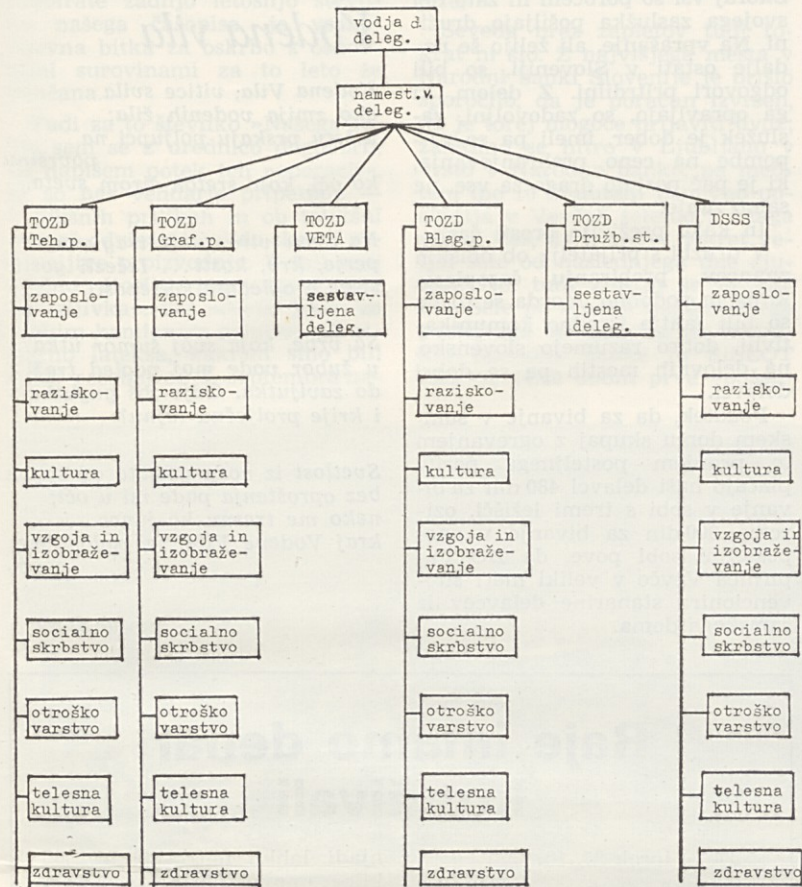 vodja d.
deleg.
namest.v.
deleg.
TOZD
Teh.p.
TOZD
Graf.p.
TOZD
VETA
TOZD
Blag.p.
TOZD
Družb.st.
DSSS
zaposlo-
vanje
zaposlo-
vanje
sestav-
ljena
deleg.
zaposlo-
vanje
sestav-
ljena
deleg.
zaposlo-
vanje
razisko-
vanje
razisko-
vanje
razisko-
vanje
razisko-
vanje
kultura
kultura
kultura
kultura
vzgoja in
izobraže-
vanje
vzgoja in
izobraže-
vanje
vzgoja in
izobraže-
vanje
vzgoja in
izobraže-
vanje
socialno
skrbstvo
socialno
skrbstvo
socialno
skrbstvo
socialno
skrbstvo
otroško
varstvo
otroško
varstvo
otroško
varstvo
otroško
varstvo
telesna
kultura
telesna
kultura
telesna
kultura
telesna
kultura
zdravstvo
zdravstvo
zdravstvo
zdravstvo